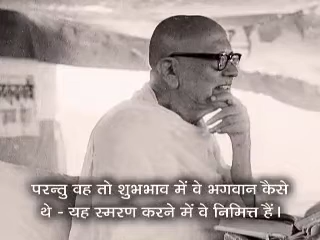 परन्तु वह तो शुभभाव में वे भगवान कैसे
थे - यह स्मरण करने में वे निमित्त हैं।